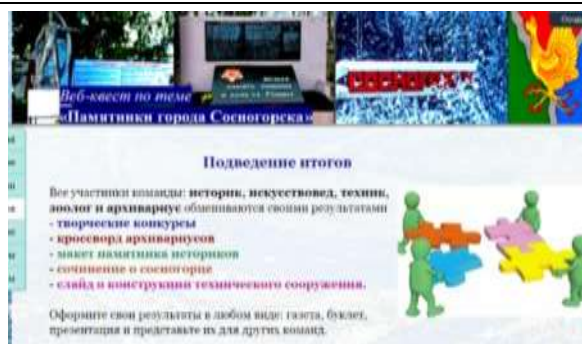 Веб-квест по теме
«Памятники города Сосногорска»
Подведение итогов
Все участники команды: историк, искусствовед, техник,
зоолог и архивариус обмениваются своими результатами
- творческие конкурсы
- кроссворд архивариусов
- макет памятника историков
- сочинение о сосногорце
- слайд о конструкции технического сооружения.
Оформите свои результаты в любом виде: газета, буклет,
презентация и представьте их для других команд.